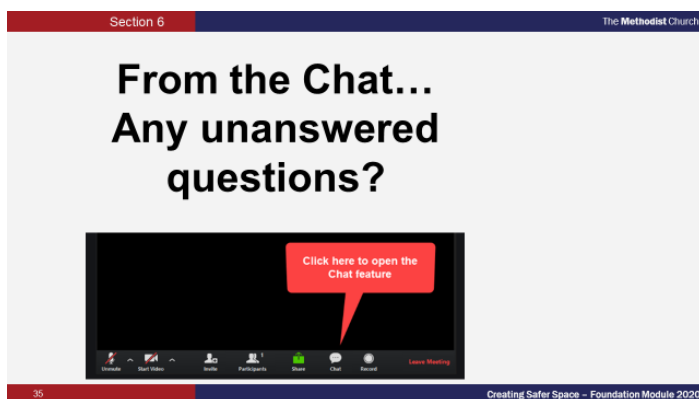 Section 6
The Methodist Church
From the Chat…
Any unanswered
questions?
Click here to open the
Chat feature
1
Unmute
Start Video
Invite
Participants
Share
Chat
Record
Leave Meeting
35
Creating Safer Space – Foundation Module 2020